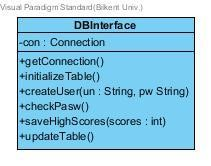 Visual Paradigm Standard(Bilkent Univ.)
DBInterface
-con : Connection
+getConnection()
+initializeTable()
+createUser(un : String, pw String)
+checkPasw()
+saveHighScores(scores : int)
+updateTable()